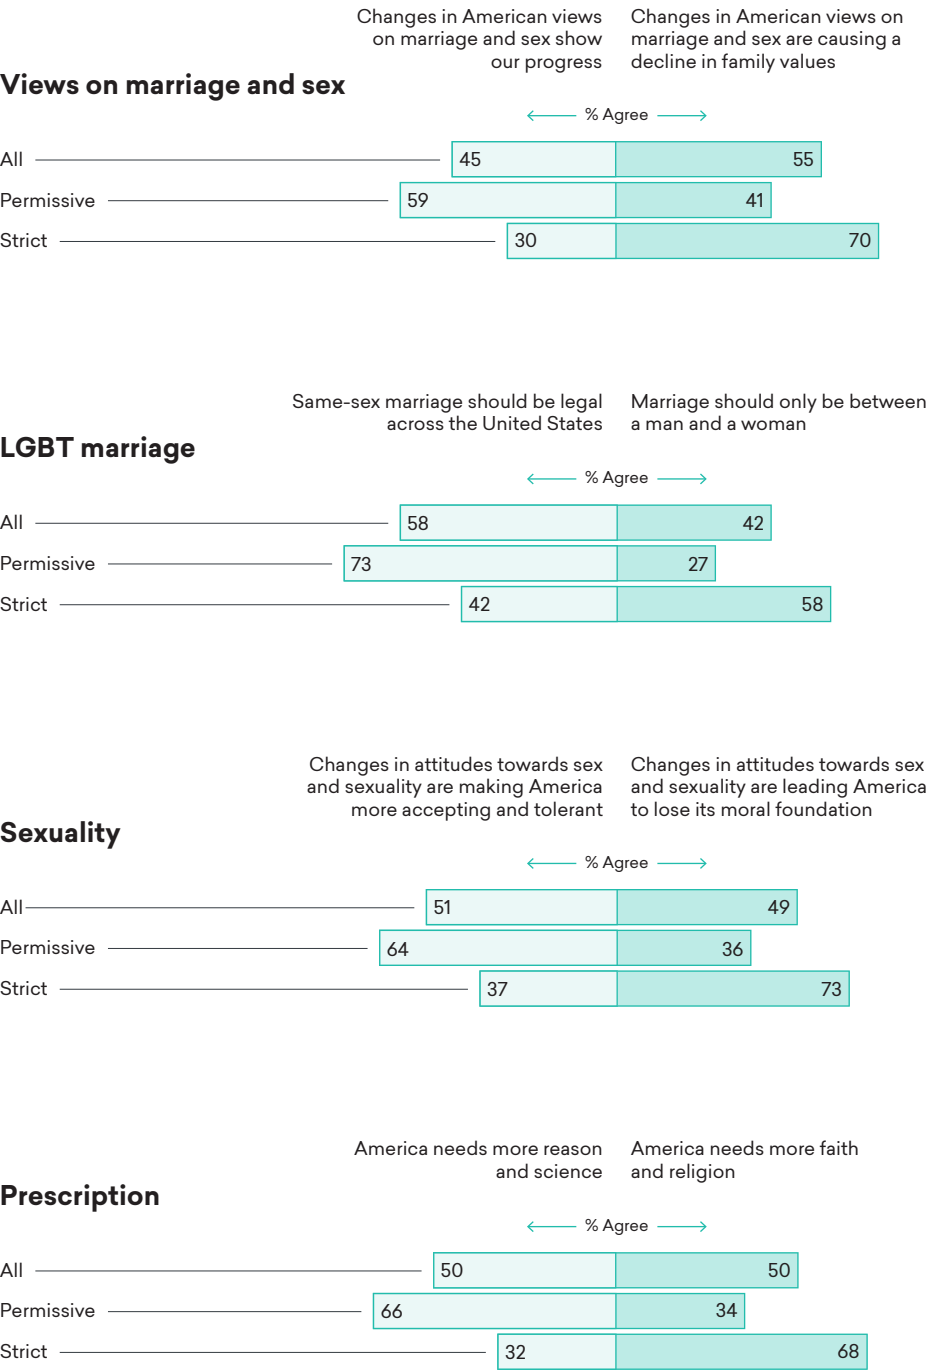 Changes in American views
on marriage and sex show
our progress
Changes in American views on
marriage and sex are causing a
decline in family values
Views on marriage and sex
% Agree
All 45 55
Permissive 59 41
Strict 30 70
Same-sex marriage should be legal
across the United States
Marriage should only be between
a man and a woman
LGBT marriage
% Agree
All 58 42
Permissive 73 27
Strict 42 58
Changes in attitudes towards sex
and sexuality are making America
more accepting and tolerant
Changes in attitudes towards sex
and sexuality are leading America
to lose its moral foundation
Sexuality
% Agree
All 51 49
Permissive 64 36
Strict 37 73
America needs more reason
and science
America needs more faith
and religion
Prescription
% Agree
All 50 50
Permissive 66 34
Strict 32 68